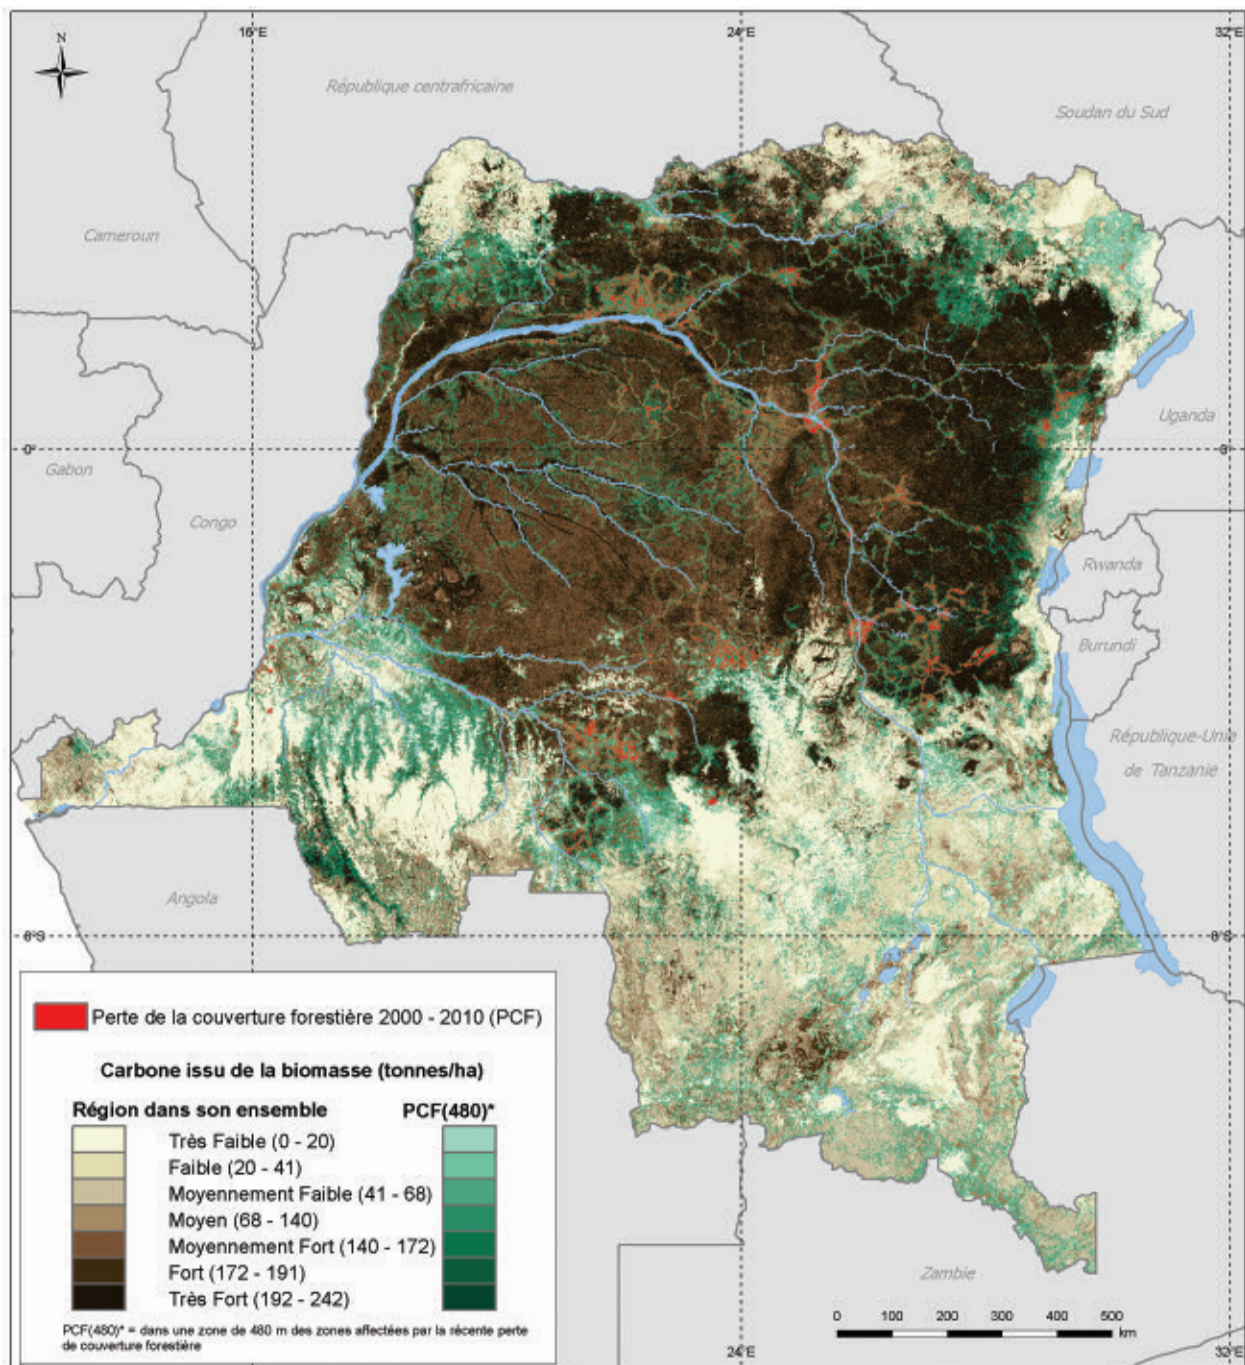 16°E 24°E 32°E
N
République centrafricaine
Soudan du Sud
Cameroun
Uganda
0° 0°
Gabon
Congo
Rwanda
Burundi
République-Unie
de Tanzanie
Angola
8°S 8°S
Perte de la couverture forestière 2000 - 2010 (PCF)
Carbone issu de la biomasse (tonnes/ha)
Région dans son ensemble PCF(480)*
Très Faible (0 - 20)
Faible (20 - 41)
Moyennement Faible (41 - 68)
Moyen (68 - 140)
Moyennement Fort (140 - 172)
Fort (172 - 191)
Très Fort (192 - 242)
PCF(480)* = dans une zone de 480 m des zones affectées par la récente perte
de couverture forestière
Zambie
0 100 200 300 400 500
km
24°E 32°E